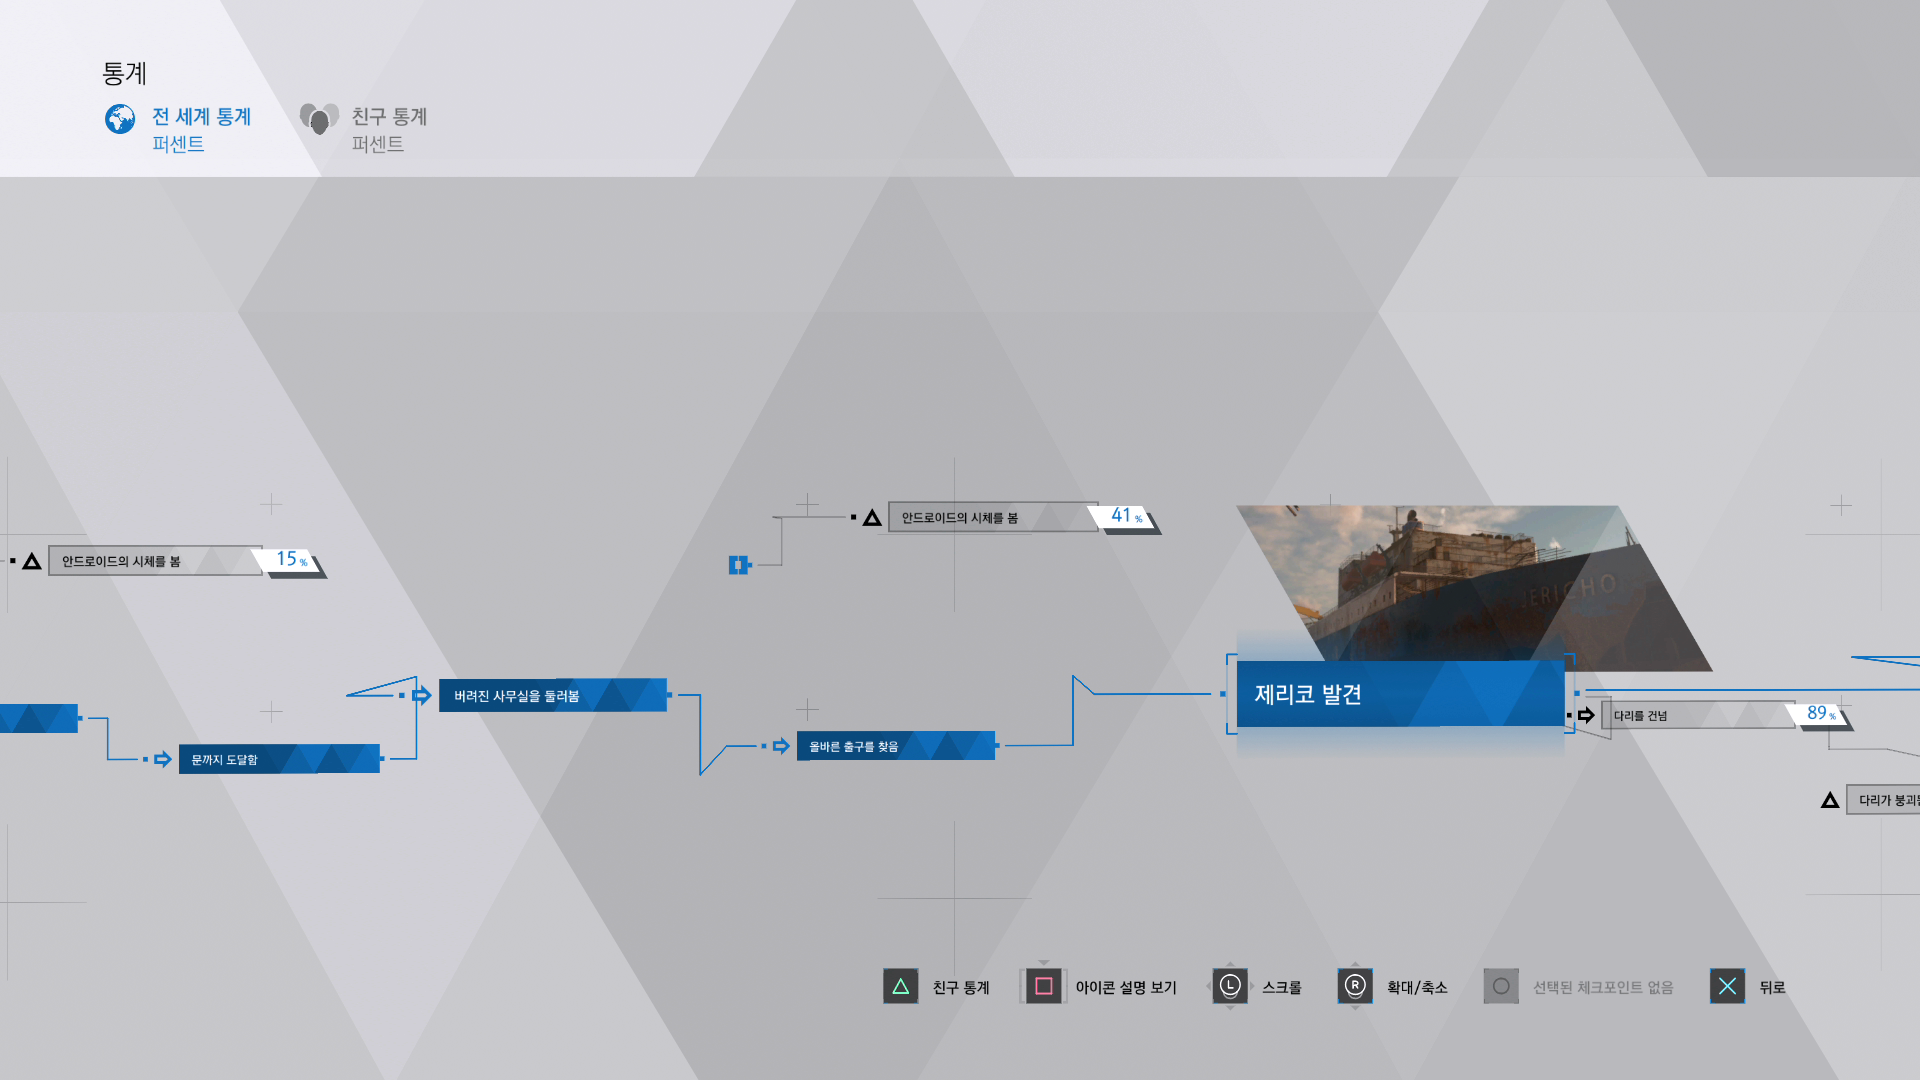 통계
전 세계 통계
퍼센트
친구 통계
퍼센트
안드로이드의 시체를 봄
41 %
안드로이드의 시체를 봄
15 %
JERICHO
버려진 사무실을 둘러봄
제리코 발견
다리를 건넘
89 %
올바른 출구를 찾음
문까지 도달함
다리가 붕괴
친구 통계
아이콘 설명 보기
L
스크롤
R
확대/축소
선택된 체크포인트 없음
뒤로